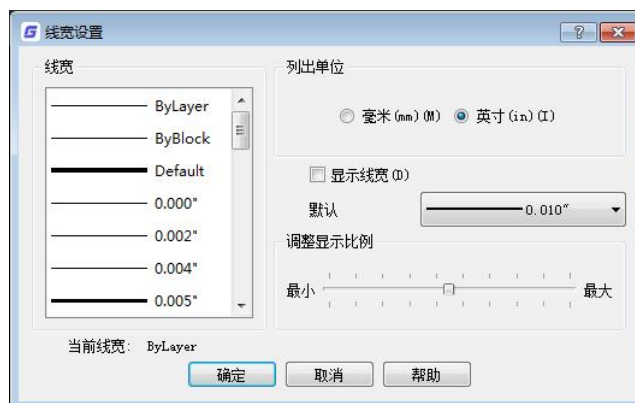 线宽设置
线宽
ByLayer
ByBlock
Default
0.000"
0.002"
0.004"
0.005"
列出单位
毫米(mm)(M) 英寸(in)(I)
显示线宽(D)
默认 0.010"
调整显示比例
最小 最大
当前线宽: ByLayer
确定 取消 帮助